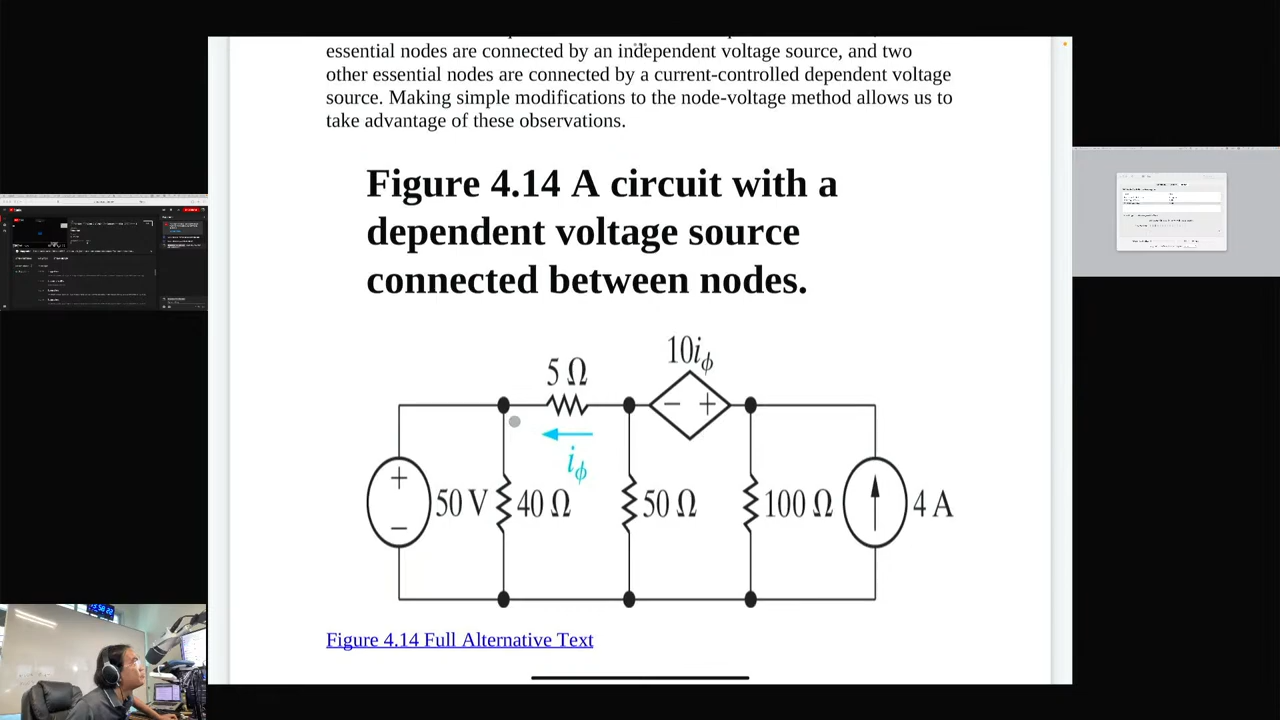 essential nodes are connected by an independent voltage source, and two
other essential nodes are connected by a current-controlled dependent voltage
source. Making simple modifications to the node-voltage method allows us to
take advantage of these observations.
Figure 4.14 A circuit with a
dependent voltage source
connected between nodes.
10iϕ
5 Ω
− +
iϕ
+
−
50 V
40 Ω
50 Ω
100 Ω
4 A
Figure 4.14 Full Alternative Text